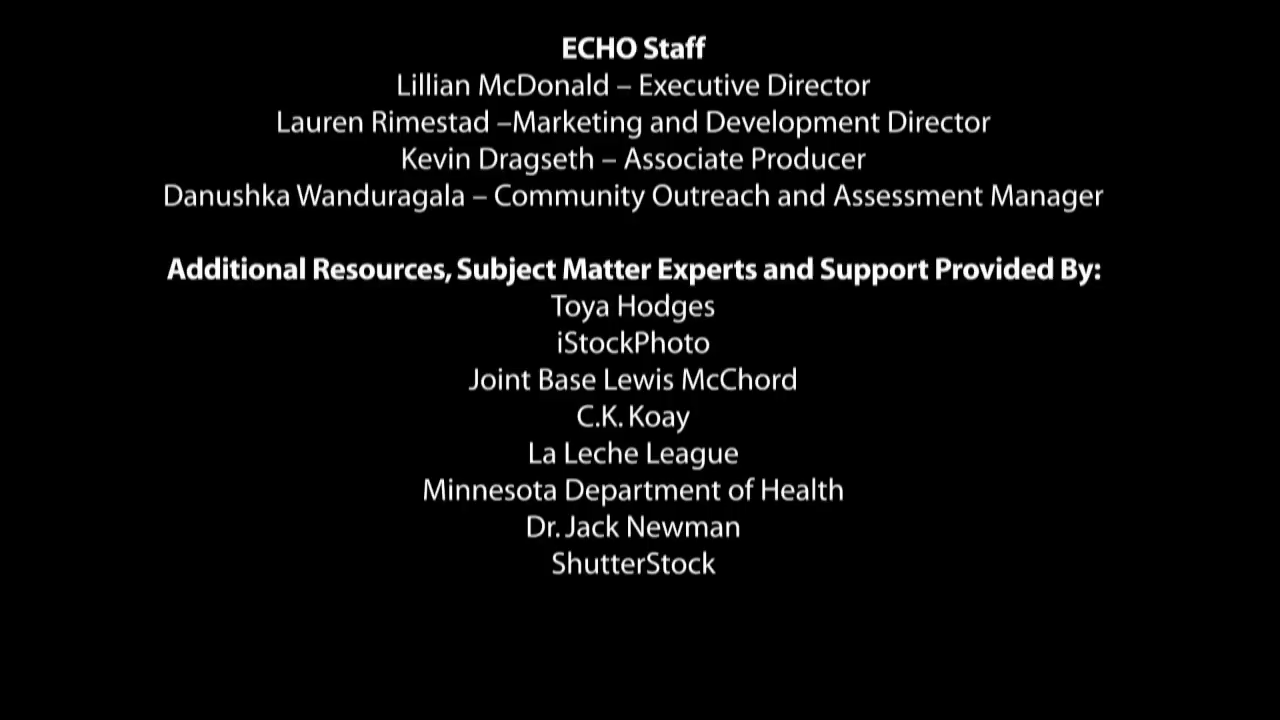 ECHO Staff
Lillian McDonald – Executive Director
Lauren Rimestad –Marketing and Development Director
Kevin Dragseth – Associate Producer
Danushka Wanduragala – Community Outreach and Assessment Manager
Additional Resources, Subject Matter Experts and Support Provided By:
Toya Hodges
iStockPhoto
Joint Base Lewis McChord
C.K. Koay
La Leche League
Minnesota Department of Health
Dr. Jack Newman
ShutterStock